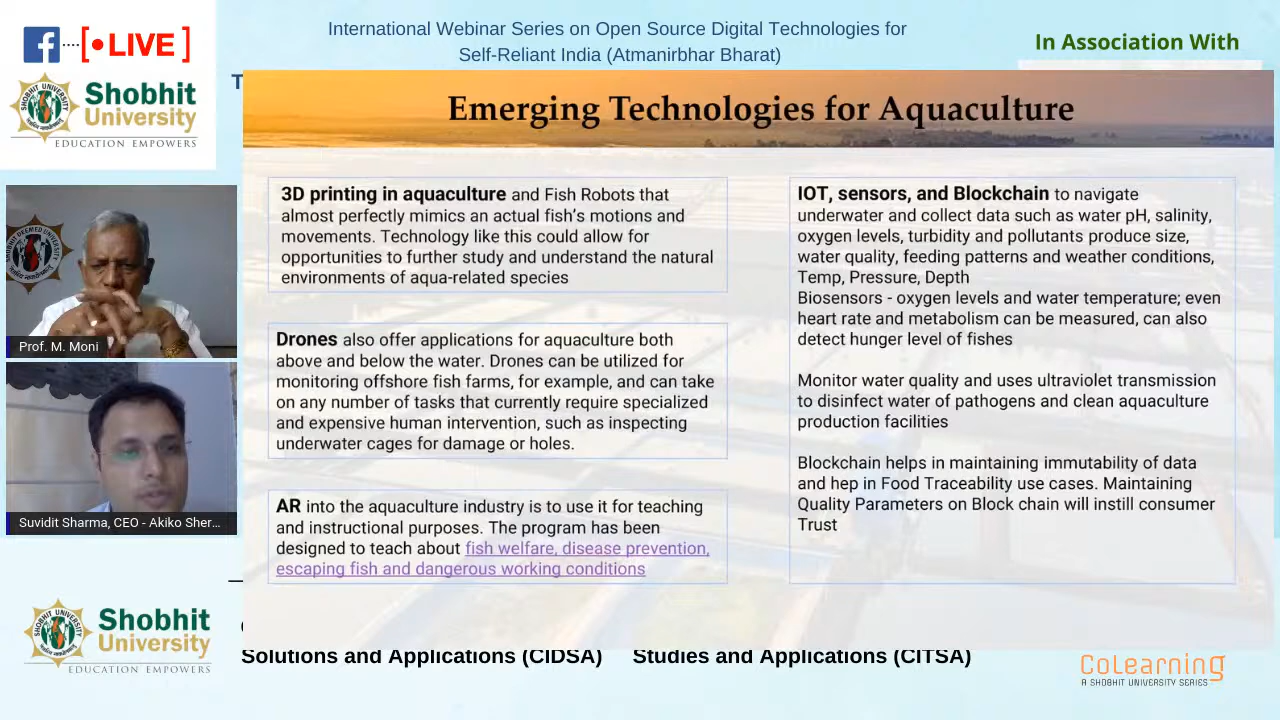 International Webinar Series on Open Source Digital Technologies for
Self-Reliant India (Atmanirbhar Bharat)
In Association With
f
LIVE
SHOBHIT UNIVERSITY
Shobhit
University
EDUCATION EMPOWERS
T
Emerging Technologies for Aquaculture
3D printing in aquaculture and Fish Robots that
almost perfectly mimics an actual fish's motions and
movements. Technology like this could allow for
opportunities to further study and understand the natural
environments of aqua-related species
Drones also offer applications for aquaculture both
above and below the water. Drones can be utilized for
monitoring offshore fish farms, for example, and can take
on any number of tasks that currently require specialized
and expensive human intervention, such as inspecting
underwater cages for damage or holes.
AR into the aquaculture industry is to use it for teaching
and instructional purposes. The program has been
designed to teach about fish welfare, disease prevention,
escaping fish and dangerous working conditions
IOT, sensors, and Blockchain to navigate
underwater and collect data such as water pH, salinity,
oxygen levels, turbidity and pollutants produce size,
water quality, feeding patterns and weather conditions,
Temp, Pressure, Depth
Biosensors - oxygen levels and water temperature; even
heart rate and metabolism can be measured, can also
detect hunger level of fishes
Monitor water quality and uses ultraviolet transmission
to disinfect water of pathogens and clean aquaculture
production facilities
Blockchain helps in maintaining immutability of data
and hep in Food Traceability use cases. Maintaining
Quality Parameters on Block chain will instill consumer
Trust
Prof. M. Moni
Suvidit Sharma, CEO - Akiko Sher...
SHOBHIT UNIVERSITY
Shobhit
University
EDUCATION EMPOWERS
Solutions and Applications (CIDSA) Studies and Applications (CITSA)
CoLearning
A SHOBHIT UNIVERSITY SERIES